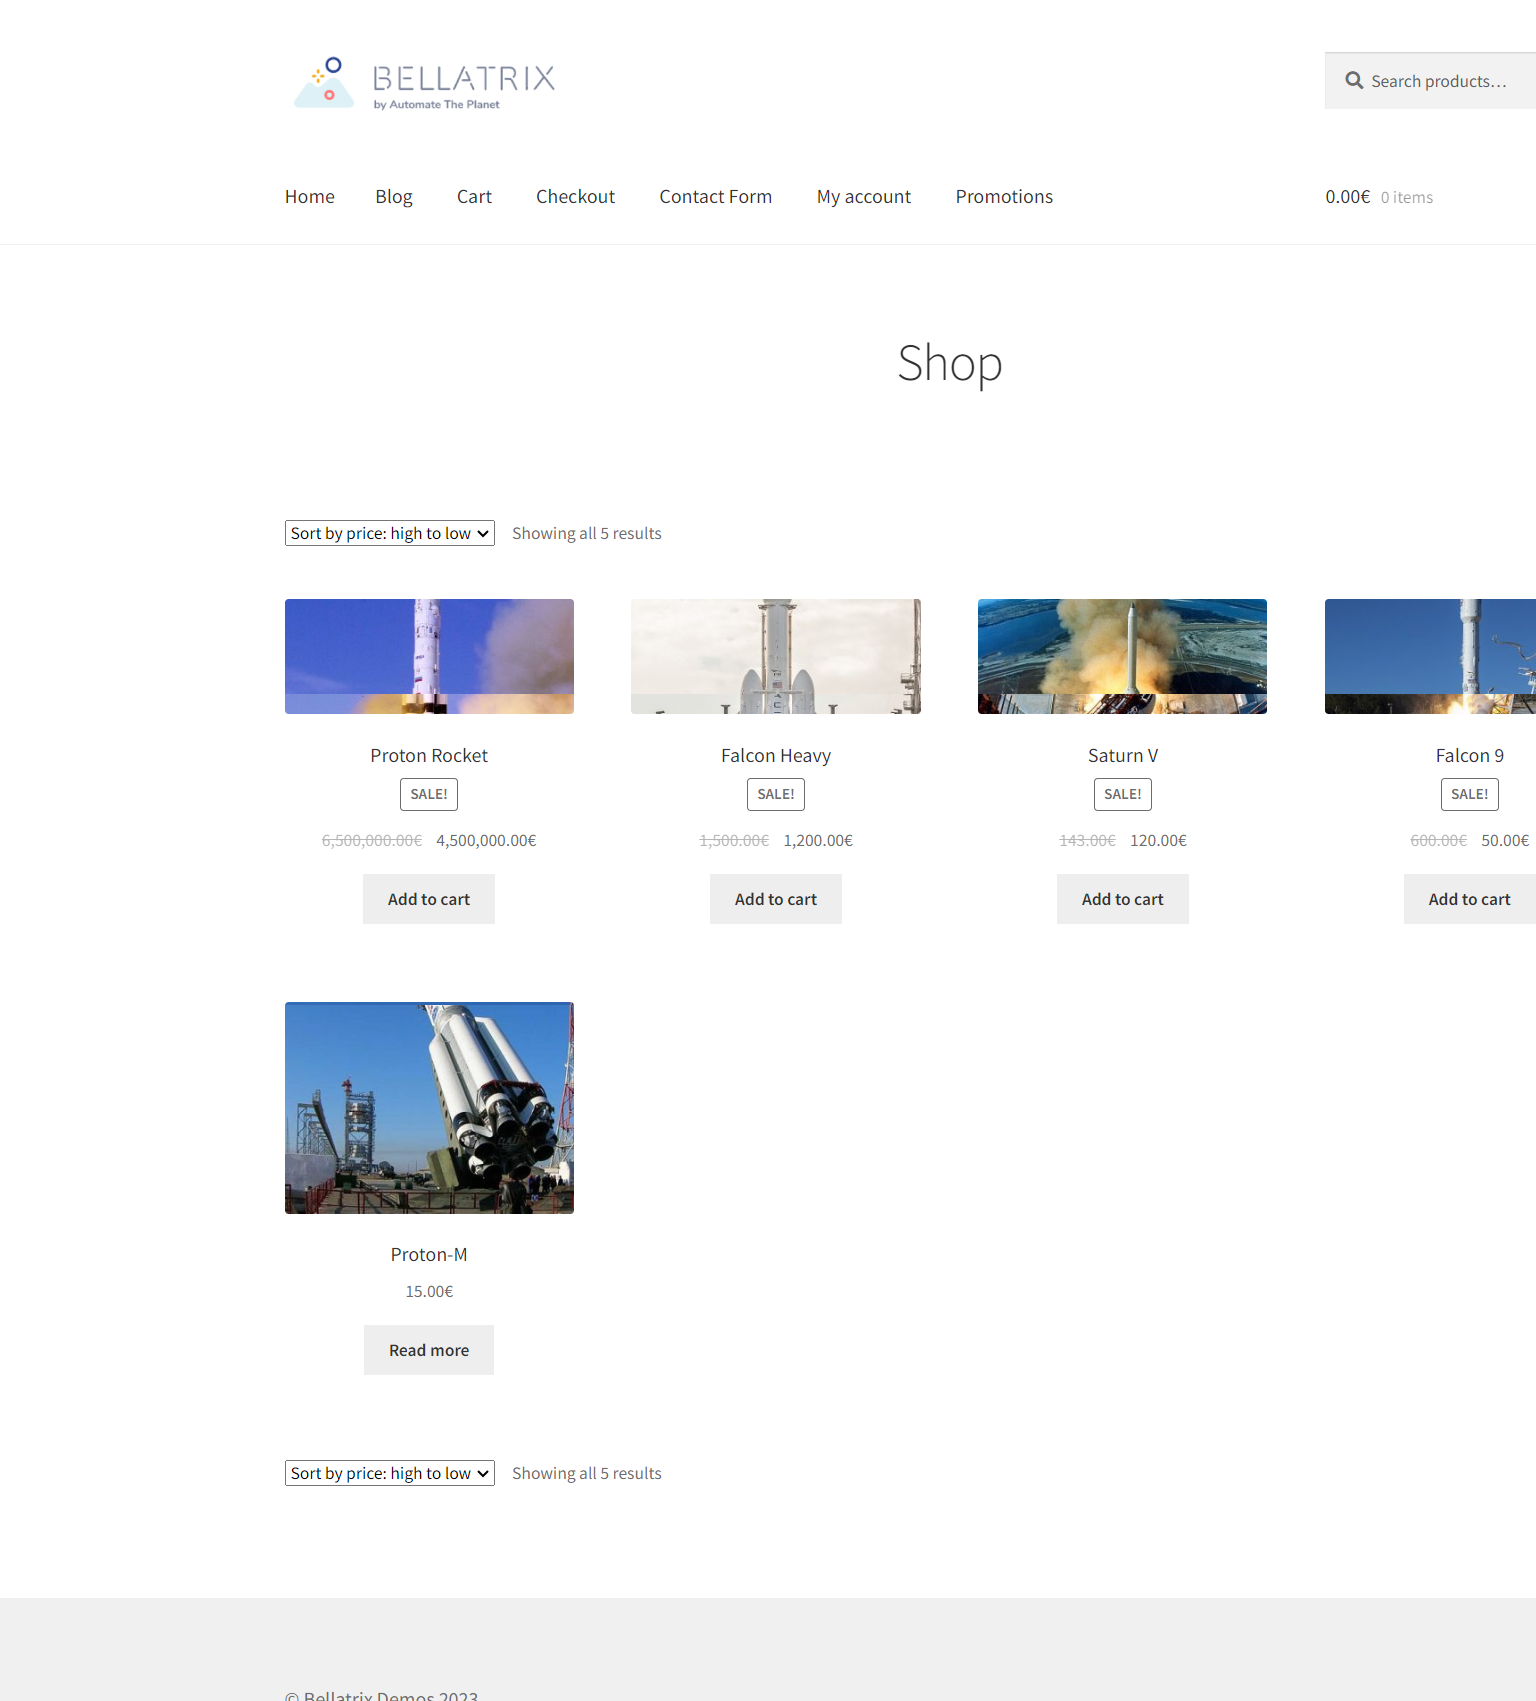 BELLATRIX
by Automate The Planet
Search products…
Home Blog Cart Checkout Contact Form My account Promotions
0.00€ 0 items
Shop
Sort by price: high to low Showing all 5 results
Proton Rocket
SALE!
6,500,000.00€ 4,500,000.00€
Add to cart
Falcon Heavy
SALE!
1,500.00€ 1,200.00€
Add to cart
Saturn V
SALE!
143.00€ 120.00€
Add to cart
Falcon 9
SALE!
600.00€ 50.00€
Add to cart
Proton-M
15.00€
Read more
Sort by price: high to low Showing all 5 results
© Bellatrix Demos 2023